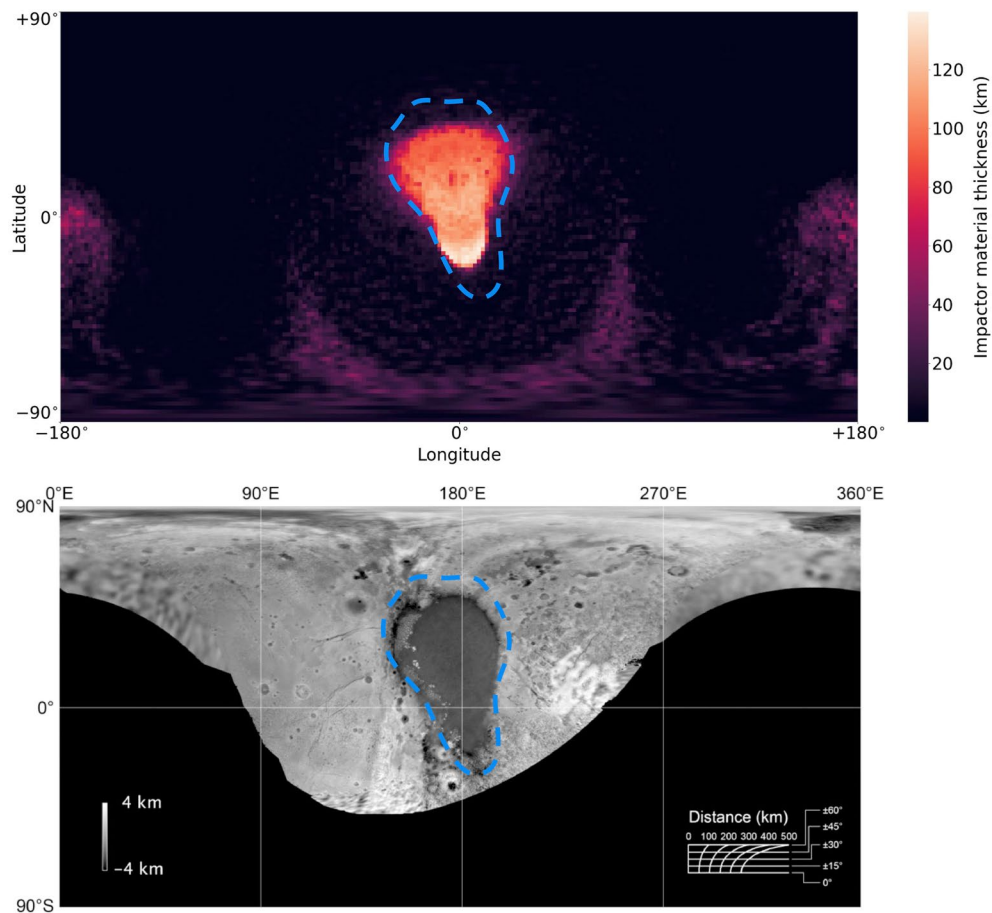 +90°
Latitude
0°
−90°
−180°
0°
+180°
Longitude
120
100
80
60
40
20
Impactor material thickness (km)
0°E
90°E
180°E
270°E
360°E
90°N
0°
90°S
4 km
−4 km
Distance (km)
0 100 200 300 400 500
±60°
±45°
±30°
±15°
0°